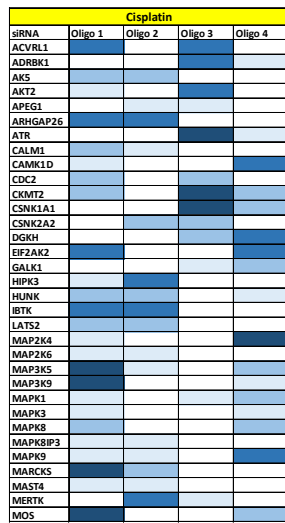 Cisplatin
siRNA Oligo 1 Oligo 2 Oligo 3 Oligo 4
ACVRL1
ADRBK1
AK5
AKT2
APEG1
ARHGAP26
ATR
CALM1
CAMK1D
CDC2
CKMT2
CSNK1A1
CSNK2A2
DGKH
EIF2AK2
GALK1
HIPK3
HUNK
IBTK
LATS2
MAP2K4
MAP2K6
MAP3K5
MAP3K9
MAPK1
MAPK3
MAPK8
MAPK8IP3
MAPK9
MARCKS
MAST4
MERTK
MOS